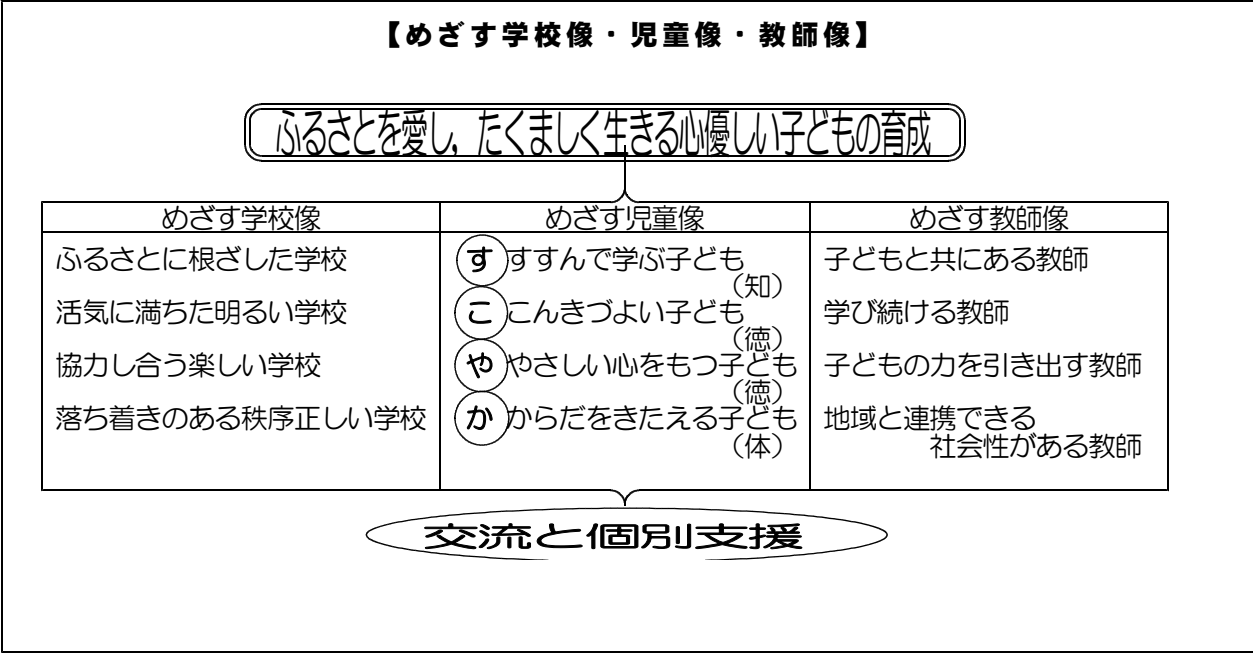 【めざす学校像・児童像・教師像】
ふるさとを愛し，たくましく生きる心優しい子どもの育成
めざす学校像
ふるさとに根ざした学校
活気に満ちた明るい学校
協力し合う楽しい学校
落ち着きのある秩序正しい学校
めざす児童像
す すすんで学ぶ子ども
（知）
こ こんきづよい子ども
（徳）
や やさしい心をもつ子ども
（徳）
か からだをきたえる子ども
（体）
めざす教師像
子どもと共にある教師
学び続ける教師
子どもの力を引き出す教師
地域と連携できる
社会性がある教師
交流と個別支援